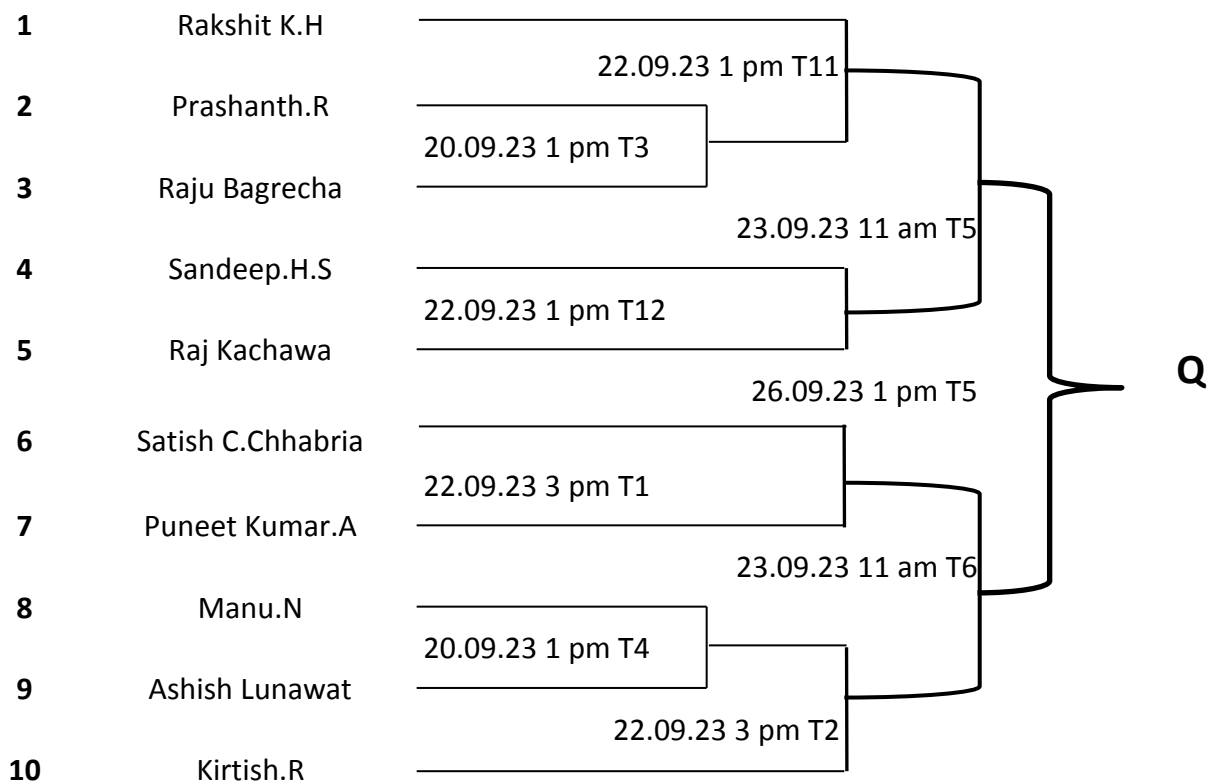 1 Rakshit K.H
22.09.23 1 pm T11
2 Prashanth.R
20.09.23 1 pm T3
3 Raju Bagrecha
23.09.23 11 am T5
4 Sandeep.H.S
22.09.23 1 pm T12
5 Raj Kachawa
Q
26.09.23 1 pm T5
6 Satish C.Chhabria
22.09.23 3 pm T1
7 Puneet Kumar.A
23.09.23 11 am T6
8 Manu.N
20.09.23 1 pm T4
9 Ashish Lunawat
22.09.23 3 pm T2
10 Kirtish.R